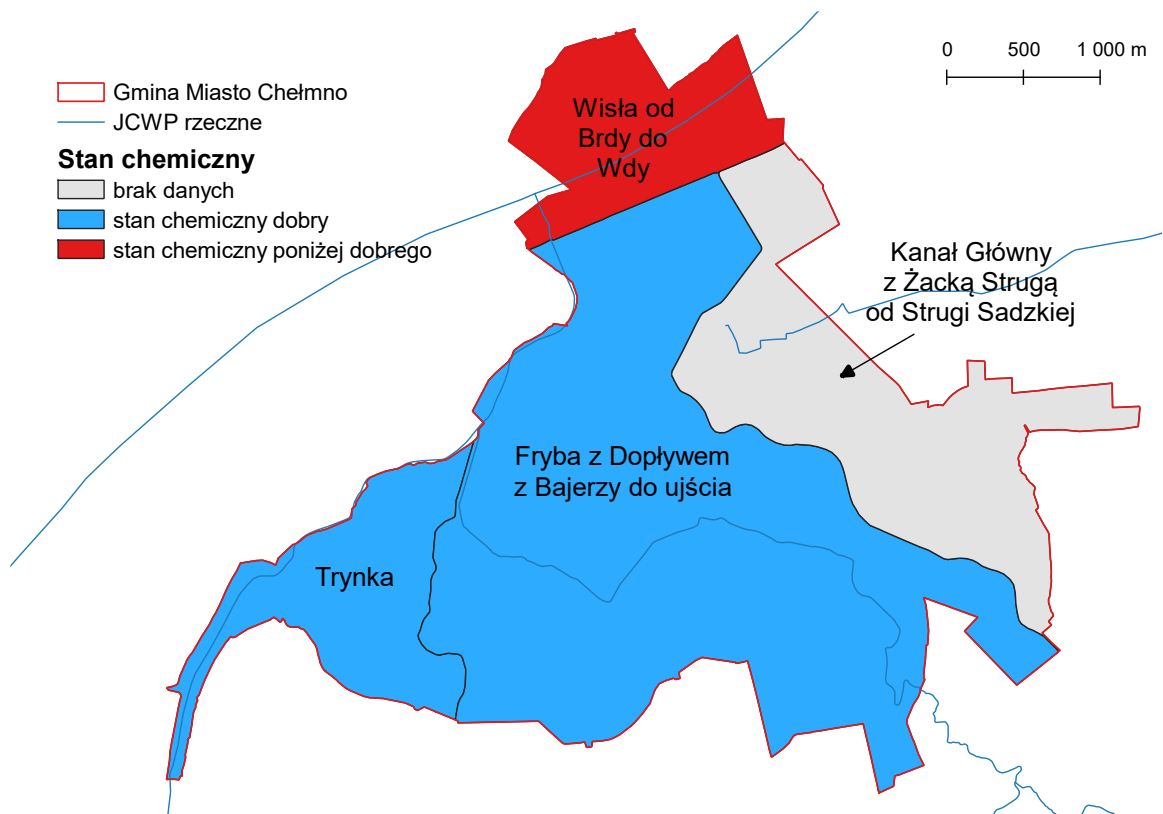 0 500 1 000 m
Gmina Miasto Chełmno
JCWP rzeczne
Stan chemiczny
brak danych
stan chemiczny dobry
stan chemiczny poniżej dobrego
Wisła od
Brdy do
Wdy
Kanał Główny
z Żacką Strugą
od Strugi Sadzkiej
Fryba z Dopływem
z Bajerzy do ujścia
Trynka